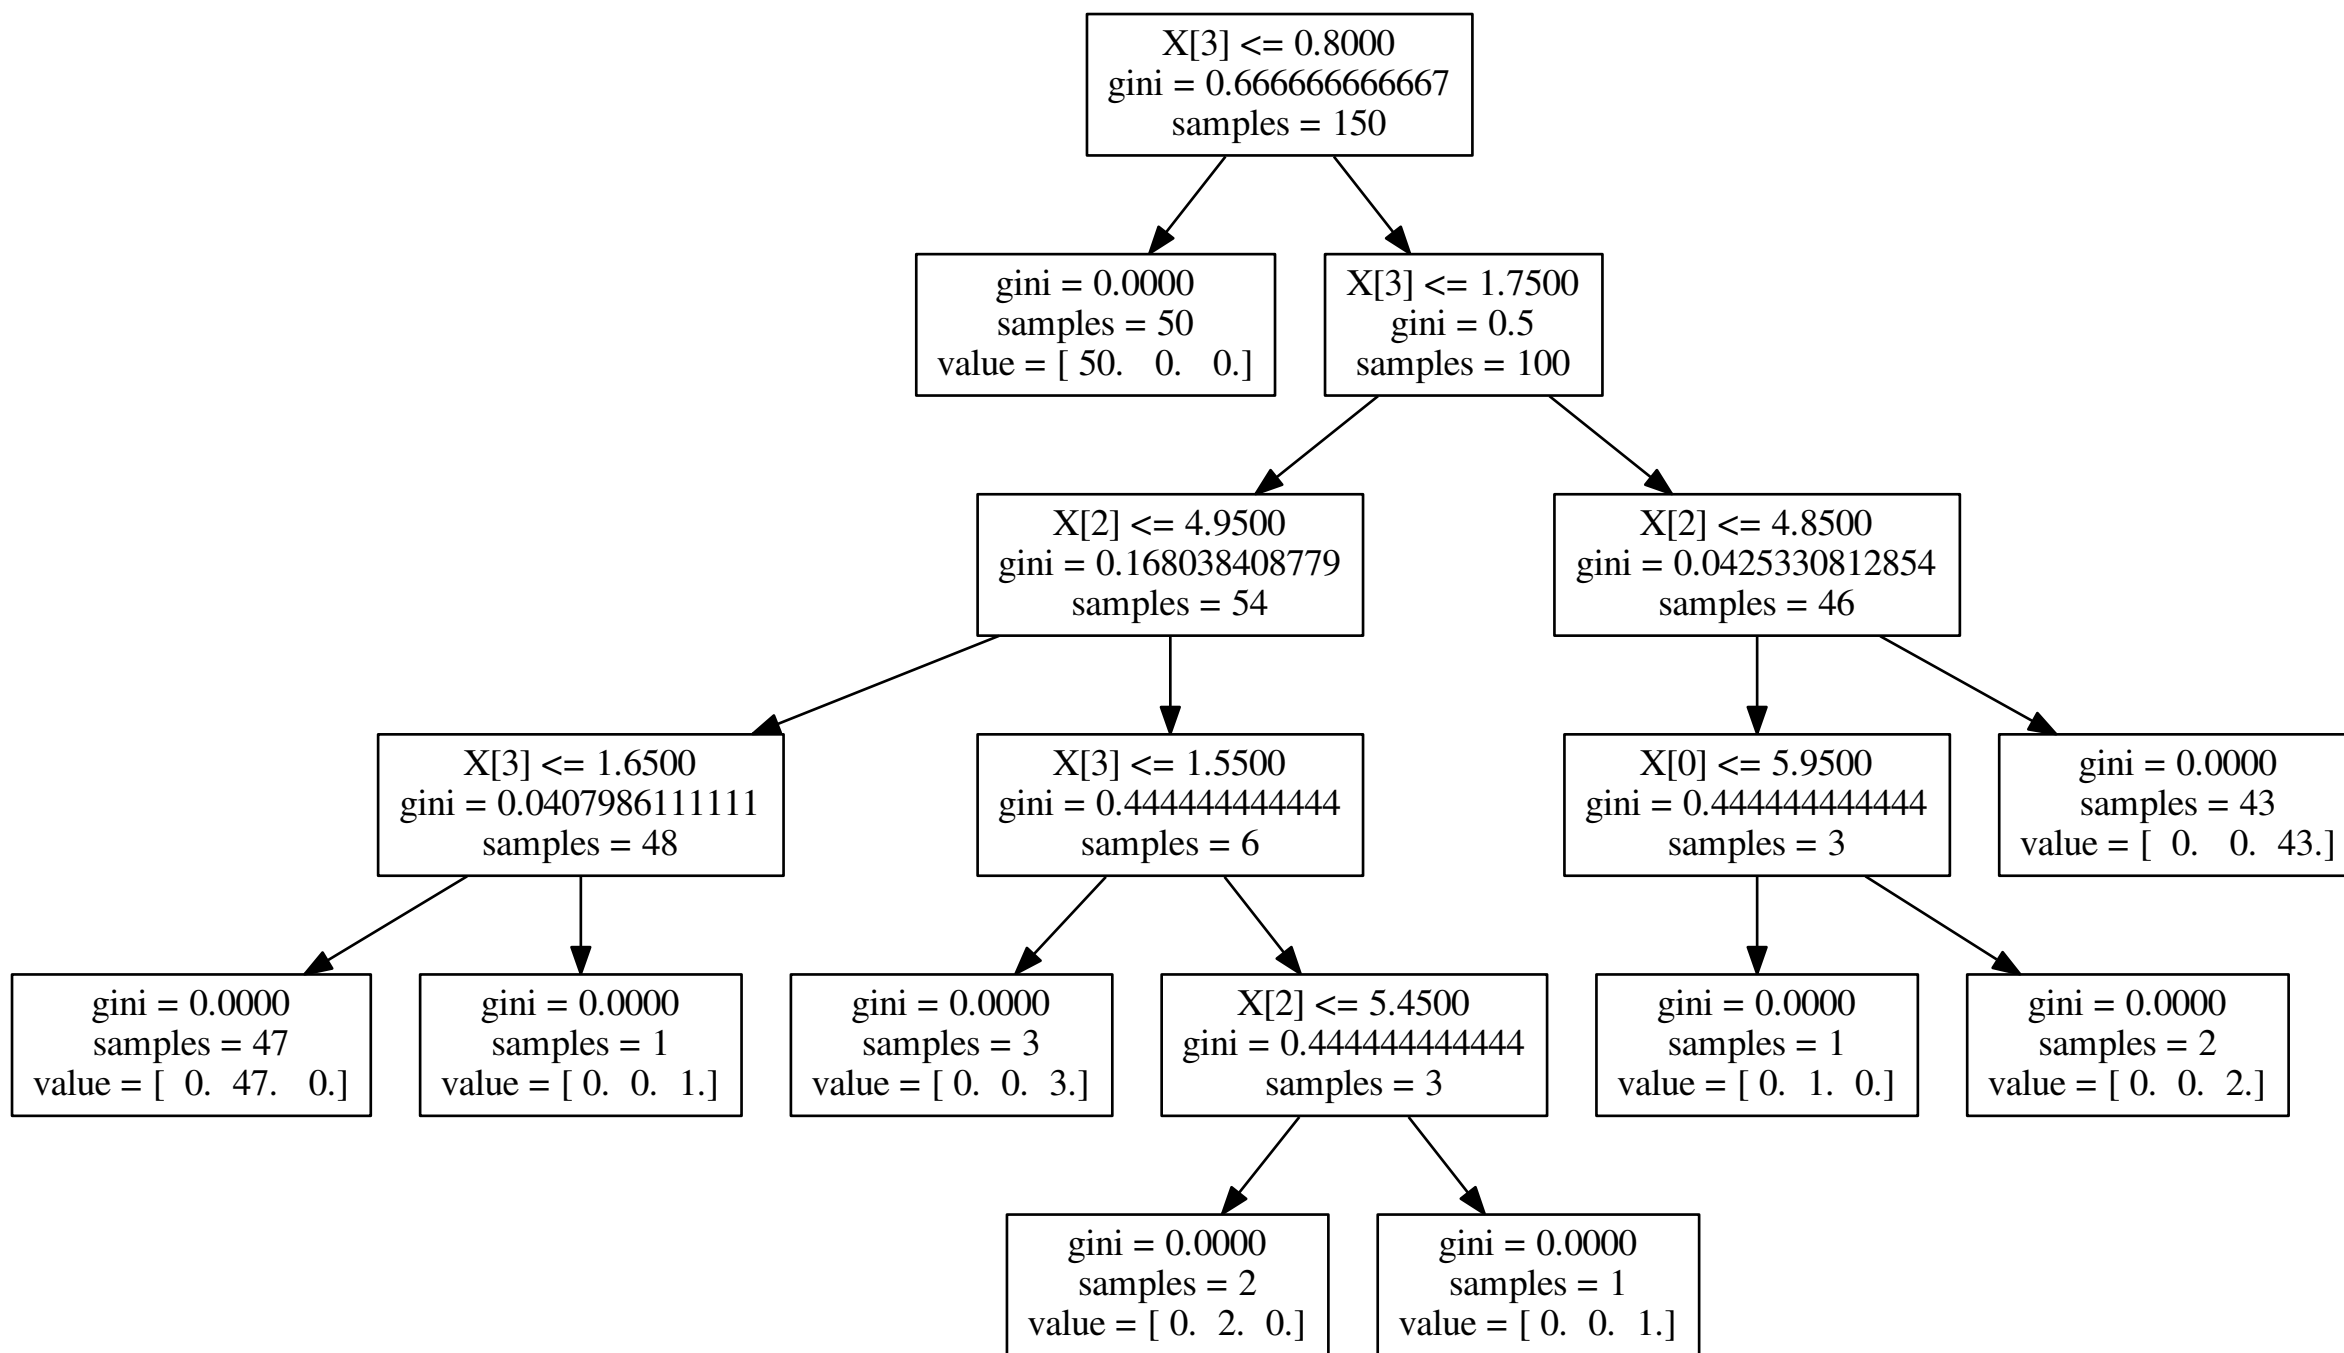 X[3] <= 0.8000
gini = 0.666666666667
samples = 150
gini = 0.0000
samples = 50
value = [ 50.   0.   0.]
X[3] <= 1.7500
gini = 0.5
samples = 100
X[2] <= 4.9500
gini = 0.168038408779
samples = 54
X[2] <= 4.8500
gini = 0.0425330812854
samples = 46
X[3] <= 1.6500
gini = 0.0407986111111
samples = 48
X[3] <= 1.5500
gini = 0.444444444444
samples = 6
X[0] <= 5.9500
gini = 0.444444444444
samples = 3
gini = 0.0000
samples = 43
value = [  0.   0.  43.]
gini = 0.0000
samples = 47
value = [  0.  47.   0.]
gini = 0.0000
samples = 1
value = [ 0.  0.  1.]
gini = 0.0000
samples = 3
value = [ 0.  0.  3.]
X[2] <= 5.4500
gini = 0.444444444444
samples = 3
gini = 0.0000
samples = 1
value = [ 0.  1.  0.]
gini = 0.0000
samples = 2
value = [ 0.  0.  2.]
gini = 0.0000
samples = 2
value = [ 0.  2.  0.]
gini = 0.0000
samples = 1
value = [ 0.  0.  1.]